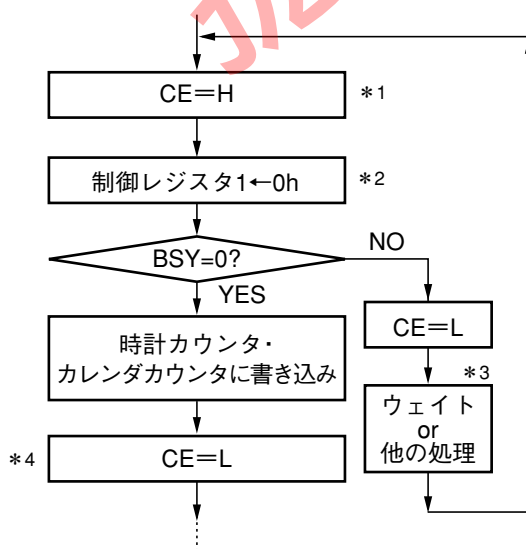 CE=H
*1
制御レジスタ1←0h
*2
BSY=0?
NO
YES
時計カウンタ・
カレンダカウンタに書き込み
CE=L
*3
ウェイト
or
他の処理
*4
CE=L